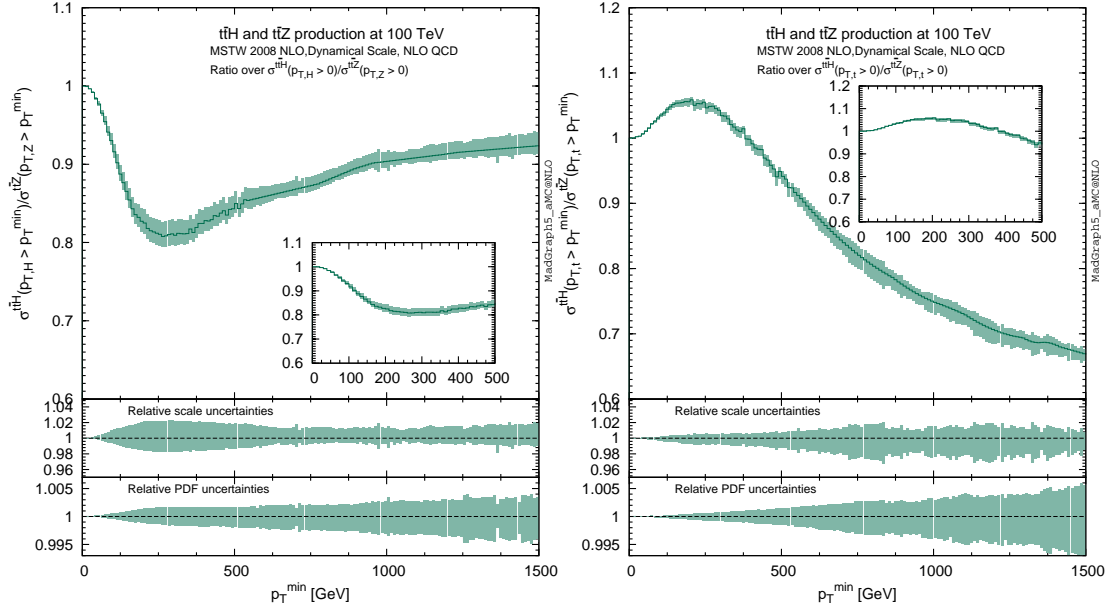 tt̄H and tt̄Z production at 100 TeV
MSTW 2008 NLO,Dynamical Scale, NLO QCD
Ratio over σ^{tt̄H}(p_{T,H} > 0)/σ^{tt̄Z}(p_{T,Z} > 0)
σ^{tt̄H}(p_{T,H} > p_T^{min})/σ^{tt̄Z}(p_{T,Z} > p_T^{min})
1.1
1
0.9
0.8
0.7
0.6
1.1
1
0.9
0.8
0.7
0.6
0 100 200 300 400 500
MadGraph5_aMC@NLO
Relative scale uncertainties
1.04
1.02
1
0.98
0.96
Relative PDF uncertainties
1.005
1
0.995
0 500 1000 1500
p_T^{min} [GeV]
tt̄H and tt̄Z production at 100 TeV
MSTW 2008 NLO,Dynamical Scale, NLO QCD
Ratio over σ^{tt̄H}(p_{T,t} > 0)/σ^{tt̄Z}(p_{T,t} > 0)
σ^{tt̄H}(p_{T,t} > p_T^{min})/σ^{tt̄Z}(p_{T,t} > p_T^{min})
1.2
1.1
1
0.9
0.8
0.7
0.6
1.2
1.1
1
0.9
0.8
0.7
0.6
0 100 200 300 400 500
MadGraph5_aMC@NLO
Relative scale uncertainties
1.04
1.02
1
0.98
0.96
Relative PDF uncertainties
1.005
1
0.995
0 500 1000 1500
p_T^{min} [GeV]